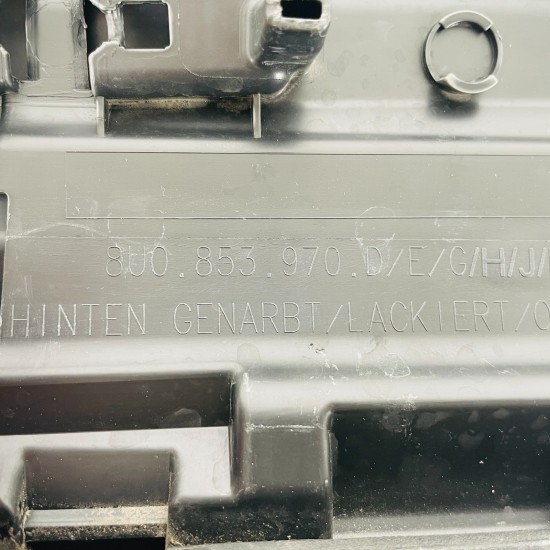 8U0.853.970.D/E/G/H/J/
HINTEN GENARBT/LACKIERT/